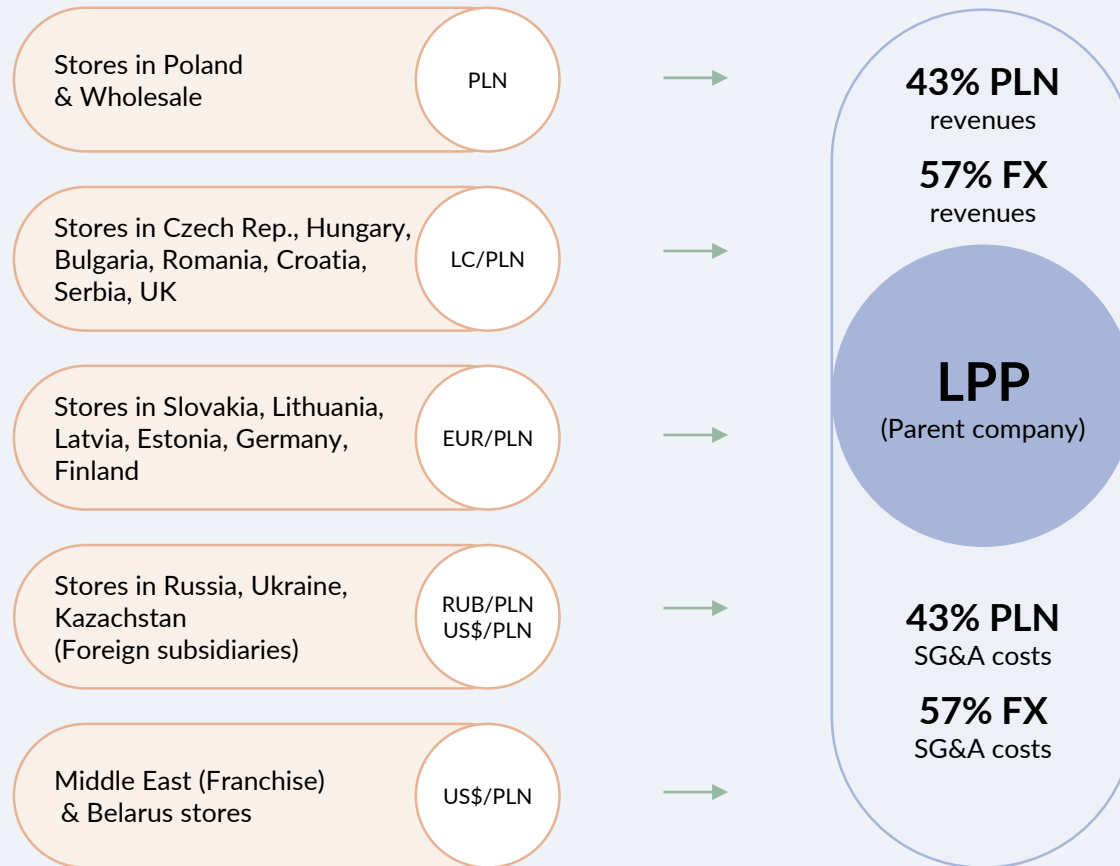 Stores in Poland
& Wholesale
PLN
Stores in Czech Rep., Hungary,
Bulgaria, Romania, Croatia,
Serbia, UK
LC/PLN
Stores in Slovakia, Lithuania,
Latvia, Estonia, Germany,
Finland
EUR/PLN
Stores in Russia, Ukraine,
Kazachstan
(Foreign subsidiaries)
RUB/PLN
US$/PLN
Middle East (Franchise)
& Belarus stores
US$/PLN
43% PLN
revenues
57% FX
revenues
LPP
(Parent company)
43% PLN
SG&A costs
57% FX
SG&A costs